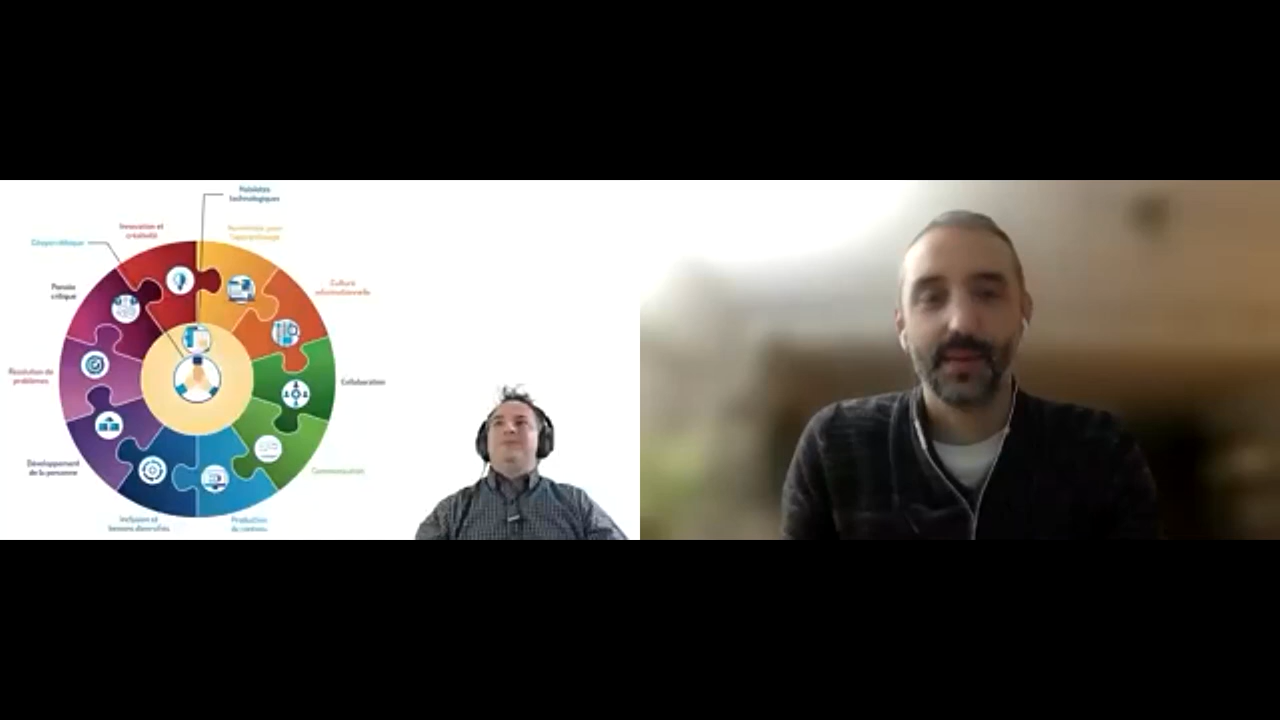 technologiques
Innovation et
créativité
Culture
informationnelle
Pensée
critique
Collaboration
Résolution de
problèmes
Communication
Développement
de la personne
Inclusion et
besoins diversifiés
Production